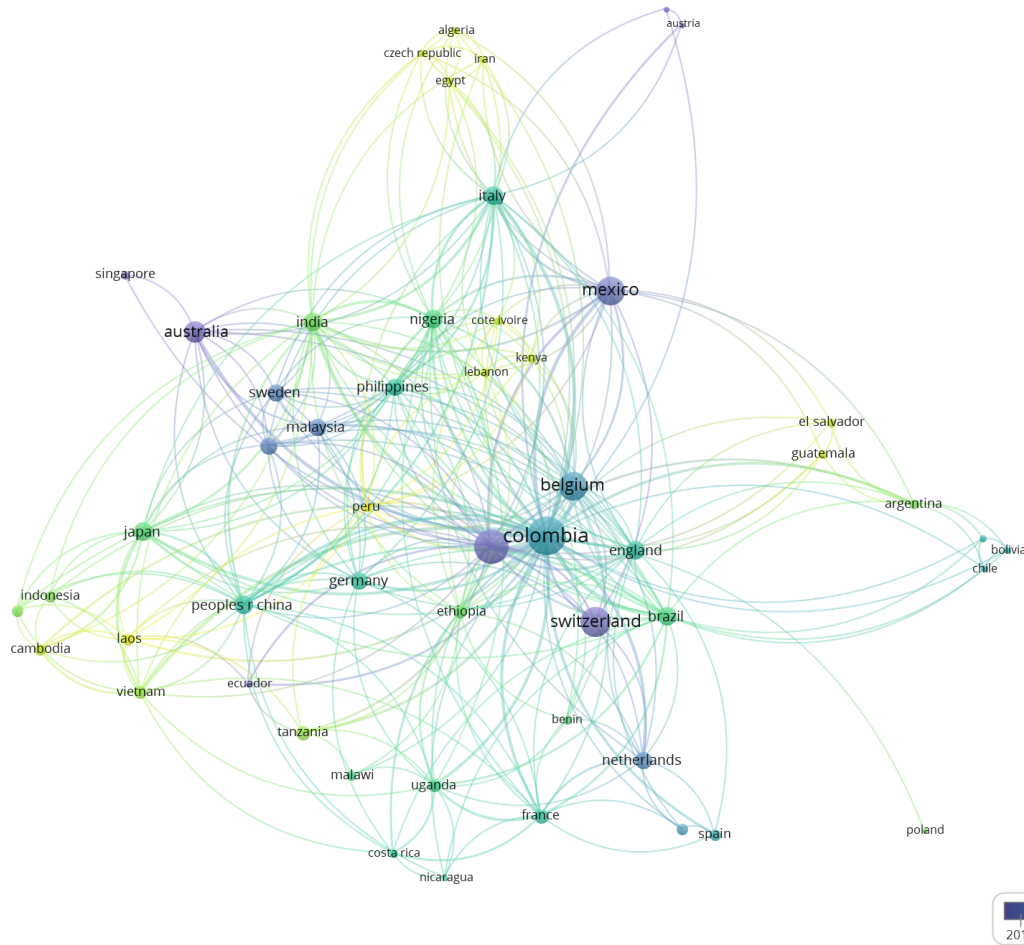 austria
algeria
czech republic
iran
egypt
italy
singapore
mexico
australia
india
nigeria
cote ivoire
kenya
lebanon
philippines
sweden
malaysia
el salvador
guatemala
belgium
peru
argentina
japan
colombia
england
bolivia
chile
germany
indonesia
peoples r china
ethiopia
switzerland
brazil
laos
cambodia
ecuador
vietnam
benin
tanzania
netherlands
malawi
uganda
france
poland
spain
costa rica
nicaragua